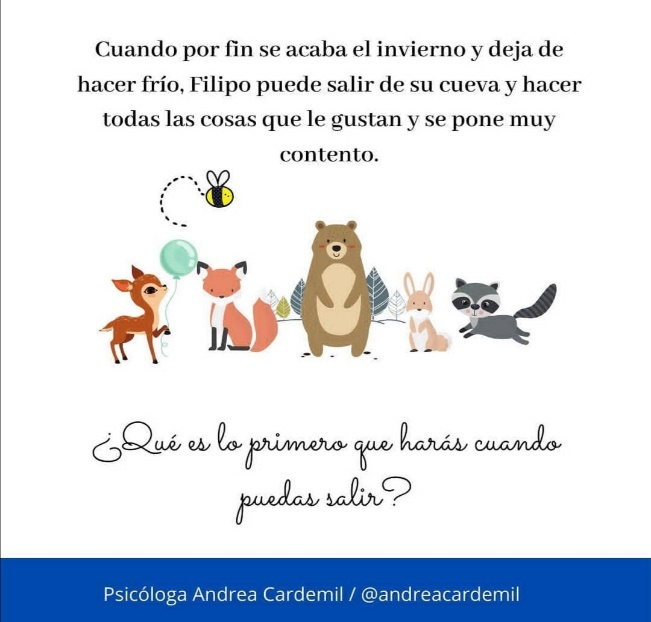 Cuando por fin se acaba el invierno y deja de
hacer frío, Filipo puede salir de su cueva y hacer
todas las cosas que le gustan y se pone muy
contento.
¿Qué es lo primero que harás cuando
puedas salir?
Psicóloga Andrea Cardemil / @andreacardemil